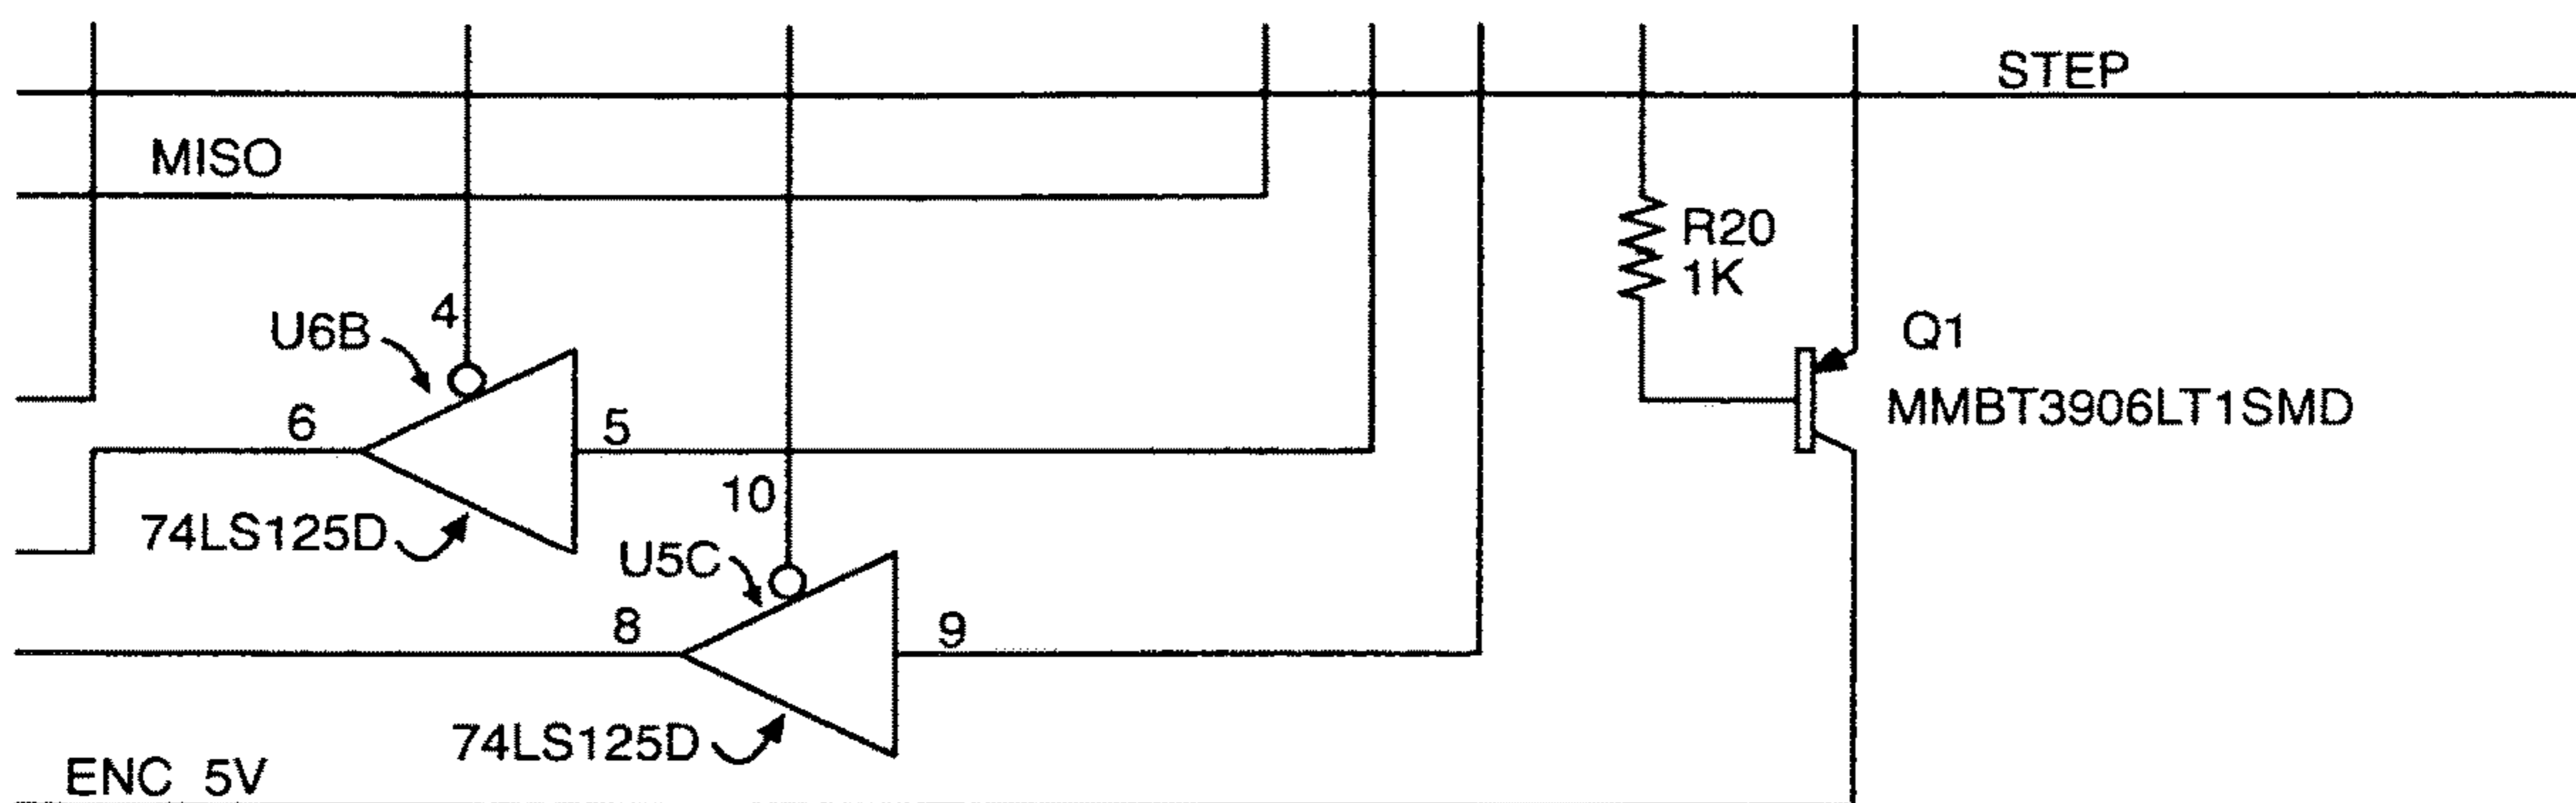 STEP
MISO
R20
1K
4
U6B
Q1
MMBT3906LT1SMD
6
5
10
74LS125D
U5C
8
9
74LS125D
ENC 5V